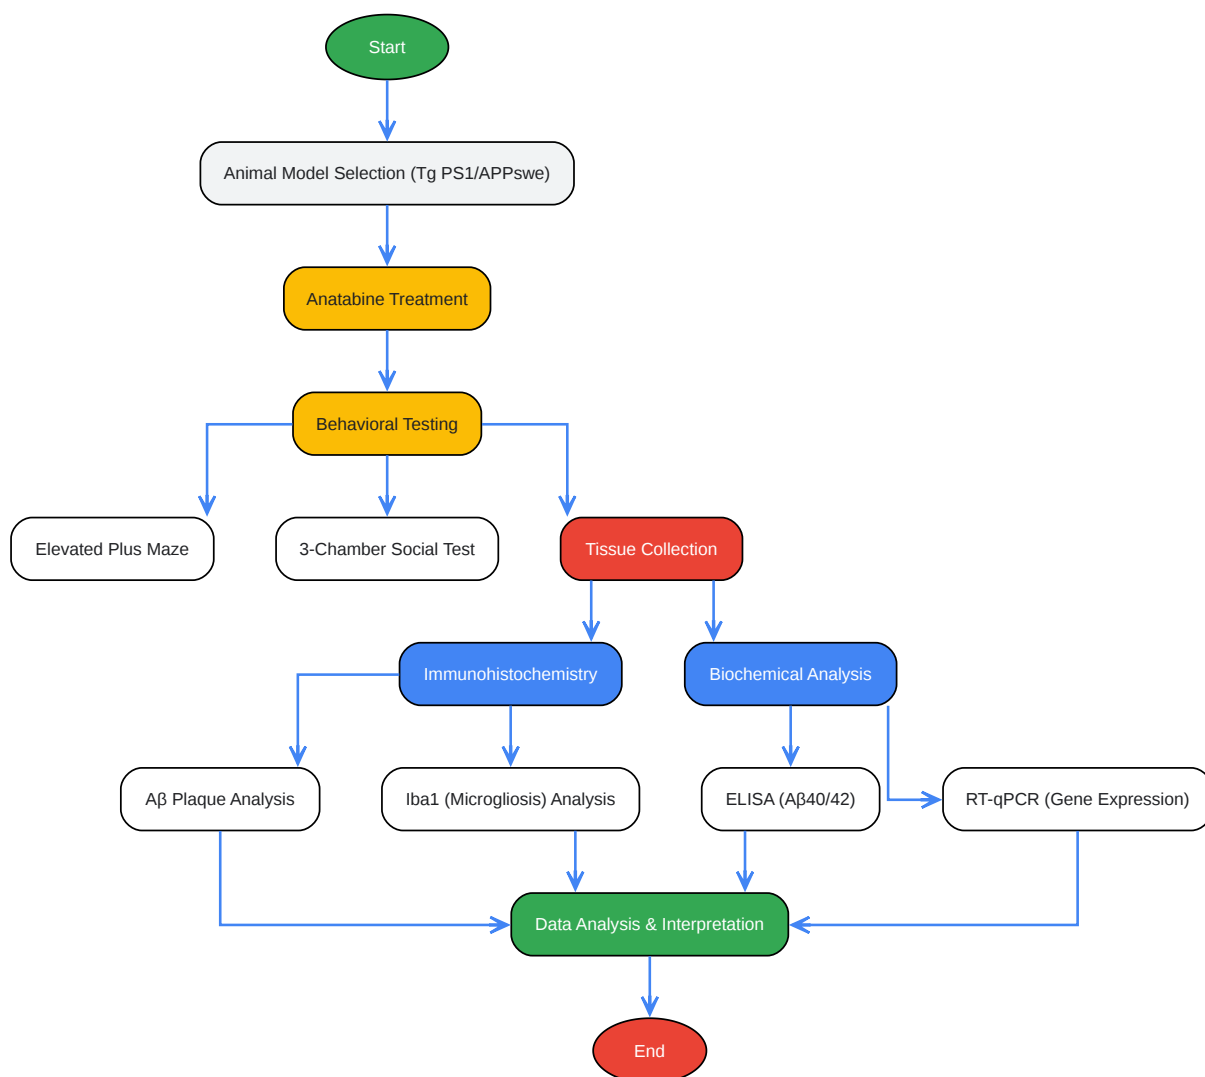 Start
Animal Model Selection (Tg PS1/APPswe)
Anatabine Treatment
Behavioral Testing
Elevated Plus Maze
3-Chamber Social Test
Tissue Collection
Immunohistochemistry
Biochemical Analysis
Aβ Plaque Analysis
Iba1 (Microgliosis) Analysis
ELISA (Aβ40/42)
RT-qPCR (Gene Expression)
Data Analysis & Interpretation
End